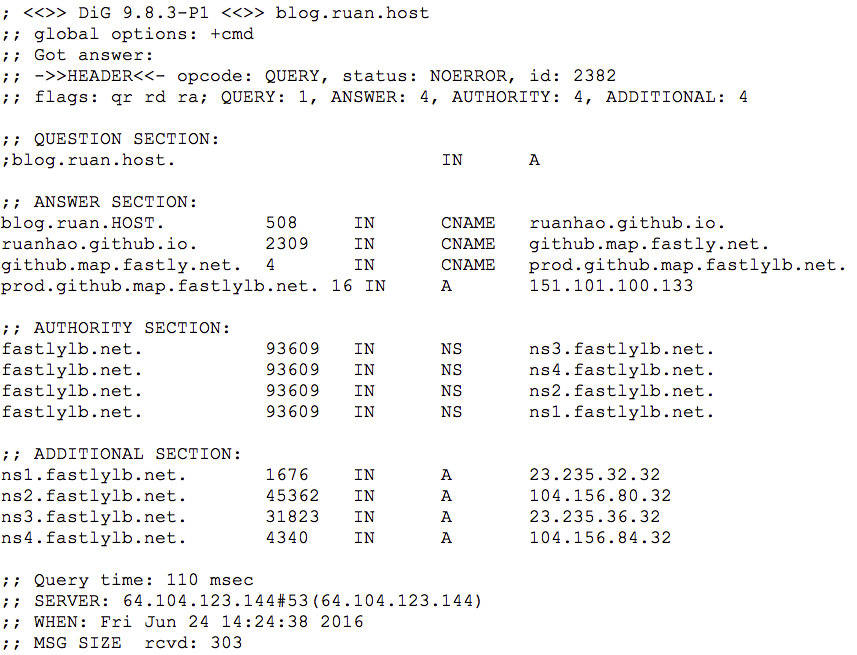 ; <<>> DiG 9.8.3-P1 <<>> blog.ruan.host
;; global options: +cmd
;; Got answer:
;; ->>HEADER<<- opcode: QUERY, status: NOERROR, id: 2382
;; flags: qr rd ra; QUERY: 1, ANSWER: 4, AUTHORITY: 4, ADDITIONAL: 4

;; QUESTION SECTION:
;blog.ruan.host. IN A

;; ANSWER SECTION:
blog.ruan.HOST. 508 IN CNAME ruanhao.github.io.
ruanhao.github.io. 2309 IN CNAME github.map.fastly.net.
github.map.fastly.net. 4 IN CNAME prod.github.map.fastlylb.net.
prod.github.map.fastlylb.net. 16 IN A 151.101.100.133

;; AUTHORITY SECTION:
fastlylb.net. 93609 IN NS ns3.fastlylb.net.
fastlylb.net. 93609 IN NS ns4.fastlylb.net.
fastlylb.net. 93609 IN NS ns2.fastlylb.net.
fastlylb.net. 93609 IN NS ns1.fastlylb.net.

;; ADDITIONAL SECTION:
ns1.fastlylb.net. 1676 IN A 23.235.32.32
ns2.fastlylb.net. 45362 IN A 104.156.80.32
ns3.fastlylb.net. 31823 IN A 23.235.36.32
ns4.fastlylb.net. 4340 IN A 104.156.84.32

;; Query time: 110 msec
;; SERVER: 64.104.123.144#53(64.104.123.144)
;; WHEN: Fri Jun 24 14:24:38 2016
;; MSG SIZE  rcvd: 303